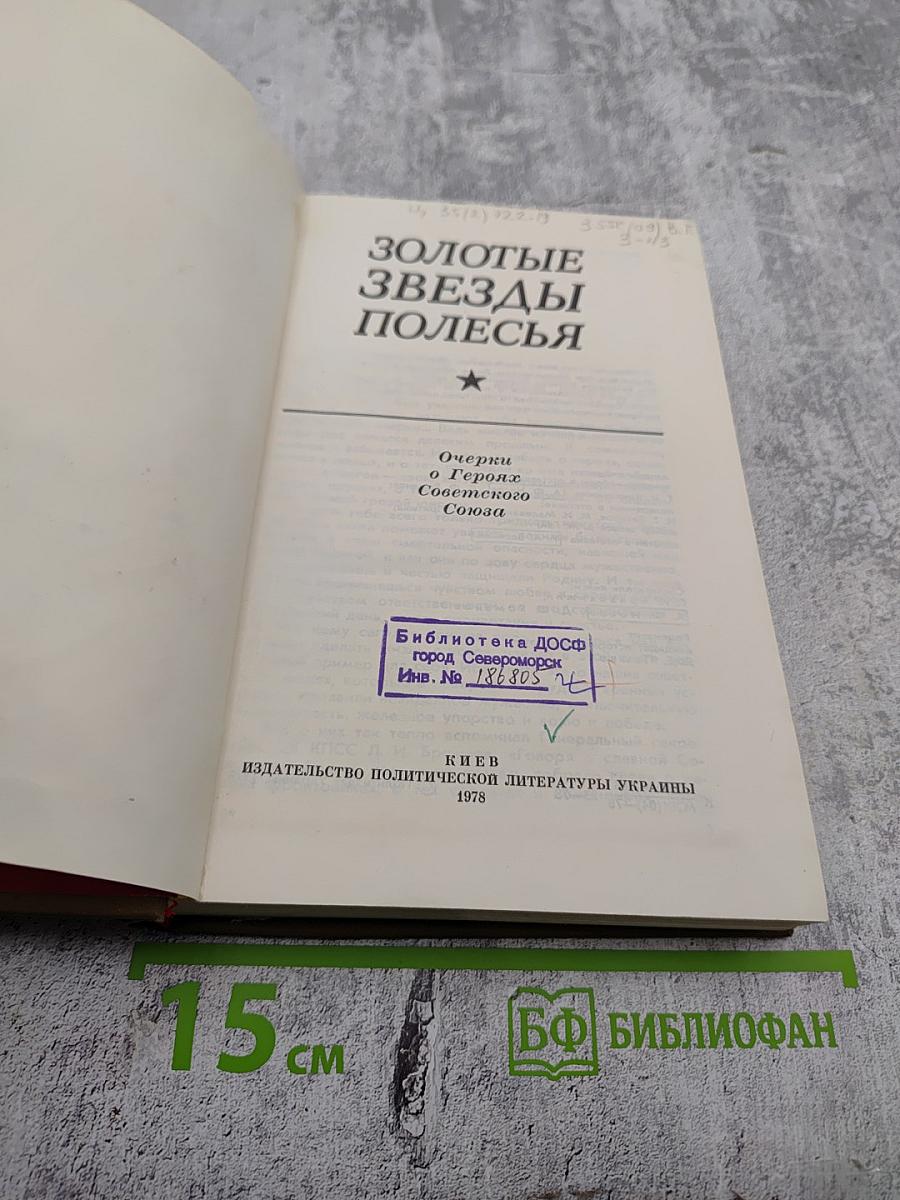 ЗОЛОТЫЕ
ЗВЕЗДЫ
ПОЛЕСЬЯ
Очерки
о Героях
Советского
Союза
Библиотека ДОСФ
город Североморск
Инв. № 186805
КИЕВ
ИЗДАТЕЛЬСТВО ПОЛИТИЧЕСКОЙ ЛИТЕРАТУРЫ УКРАИНЫ
1978
15 см
БФ БИБЛИОФАН